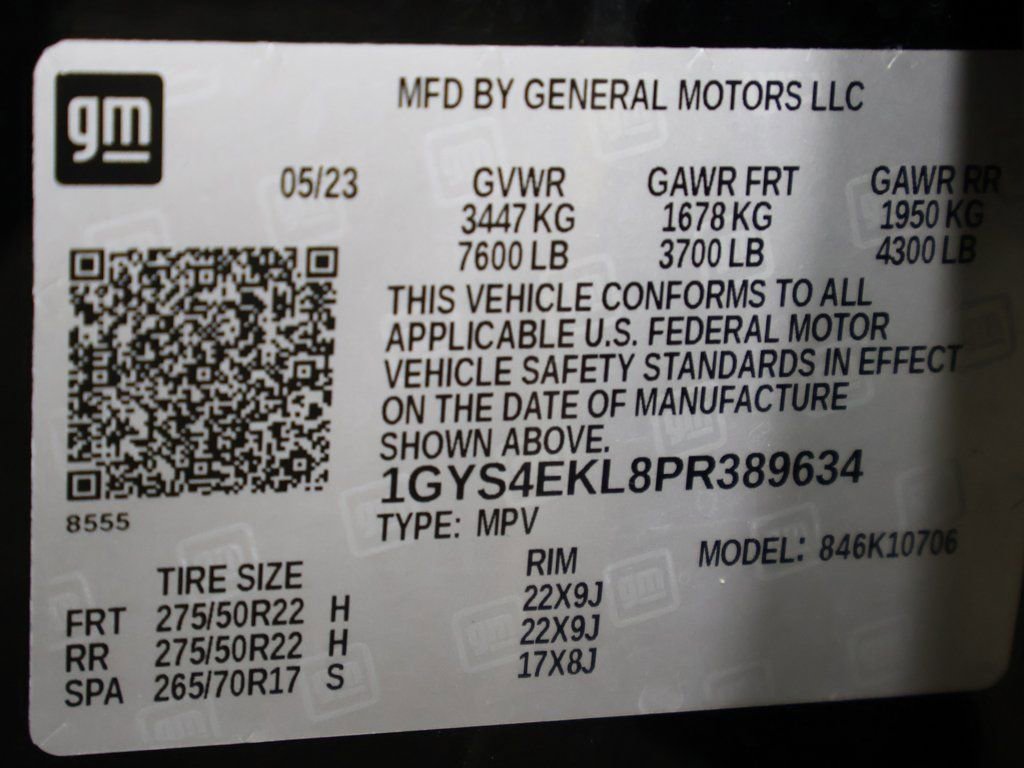 gm
MFD BY GENERAL MOTORS LLC
05/23 GVWR GAWR FRT GAWR RR
3447 KG 1678 KG 1950 KG
7600 LB 3700 LB 4300 LB
THIS VEHICLE CONFORMS TO ALL
APPLICABLE U.S. FEDERAL MOTOR
VEHICLE SAFETY STANDARDS IN EFFECT
ON THE DATE OF MANUFACTURE
SHOWN ABOVE.
1GYS4EKL8PR389634
8555
TYPE: MPV
MODEL: 846K10706
TIRE SIZE RIM
FRT 275/50R22 H 22X9J
RR 275/50R22 H 22X9J
SPA 265/70R17 S 17X8J